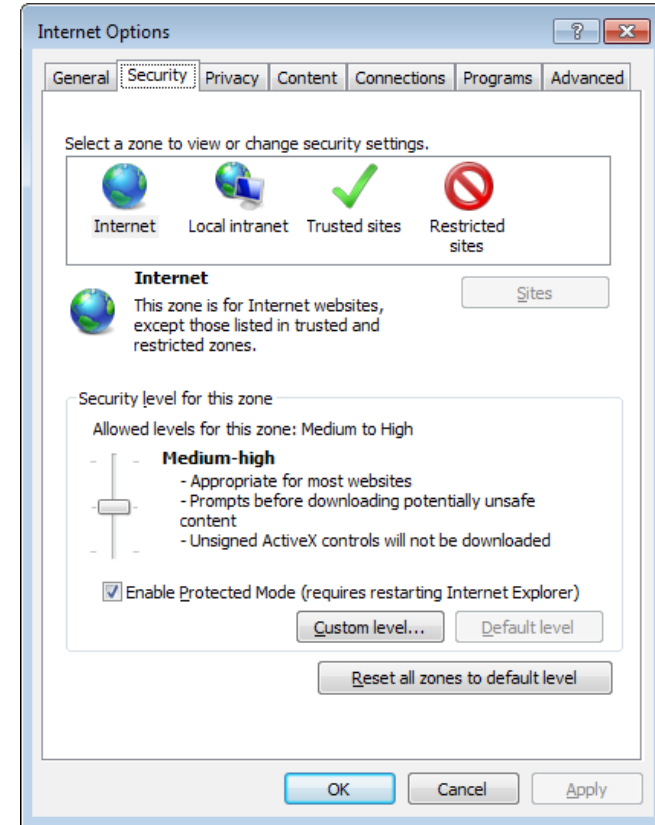 Internet Options
General Security Privacy Content Connections Programs Advanced
Select a zone to view or change security settings.
Internet Local intranet Trusted sites Restricted
sites
Internet
This zone is for Internet websites,
except those listed in trusted and
restricted zones.
Sites
Security level for this zone
Allowed levels for this zone: Medium to High
Medium-high
- Appropriate for most websites
- Prompts before downloading potentially unsafe
content
- Unsigned ActiveX controls will not be downloaded
Enable Protected Mode (requires restarting Internet Explorer)
Custom level... Default level
Reset all zones to default level
OK Cancel Apply